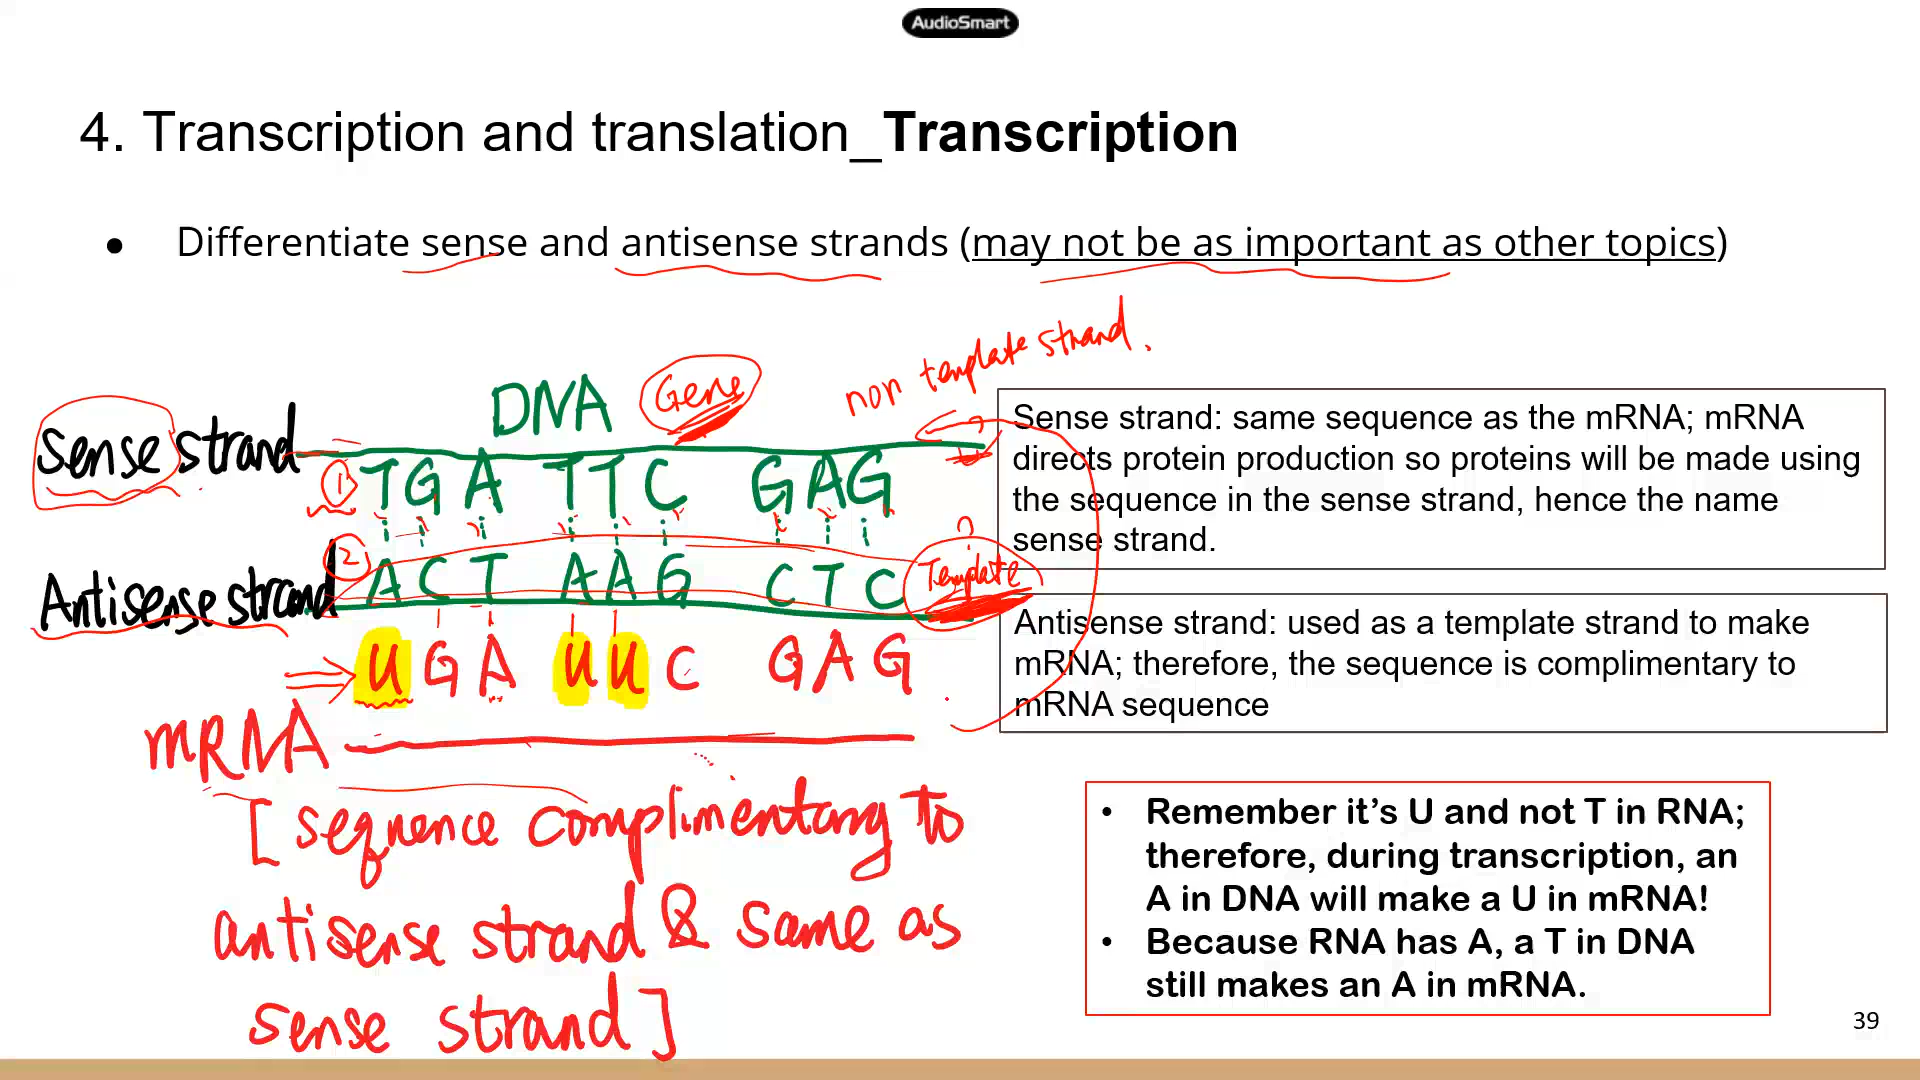 AudioSmart
4. Transcription and translation_Transcription
● Differentiate sense and antisense strands (may not be as important as other topics)
non template strand.
DNA Gene
Sense strand
① TGA TTC GAG
② ACT AAG CTC Template
Antisense strand
UGA UUC GAG
mRNA
[ sequence complimentary to
antisense strand & same as
sense strand ]
Sense strand: same sequence as the mRNA; mRNA
directs protein production so proteins will be made using
the sequence in the sense strand, hence the name
sense strand.
Antisense strand: used as a template strand to make
mRNA; therefore, the sequence is complimentary to
mRNA sequence
• Remember it’s U and not T in RNA;
therefore, during transcription, an
A in DNA will make a U in mRNA!
• Because RNA has A, a T in DNA
still makes an A in mRNA.
39